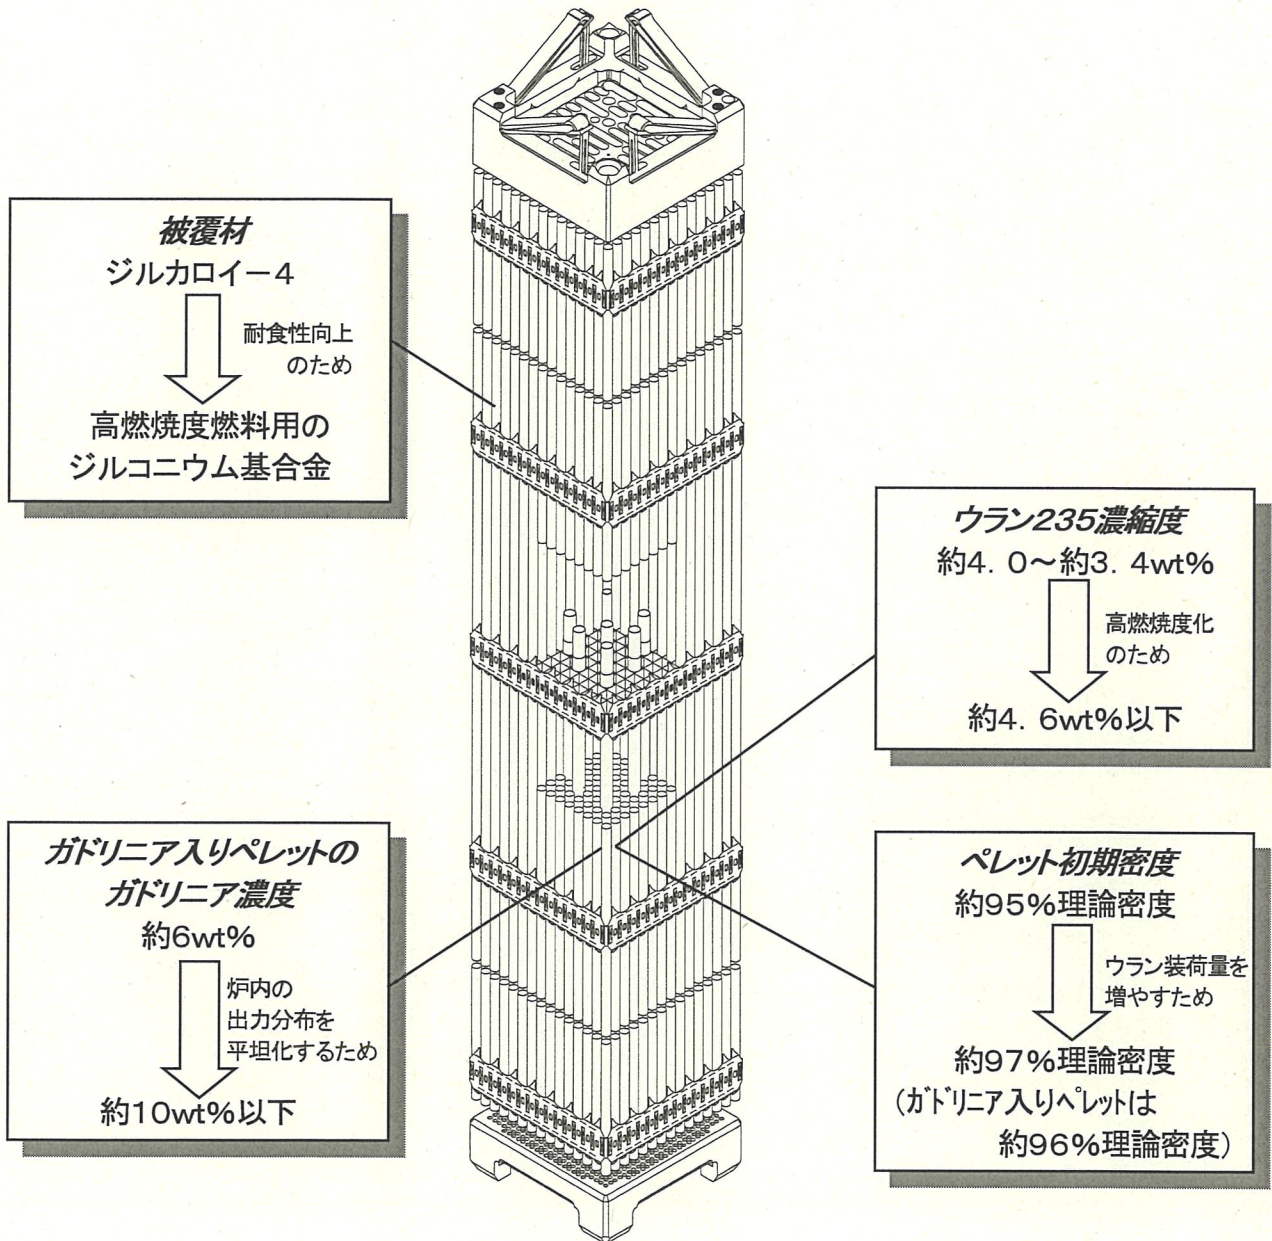 被覆材
ジルカロイー4
耐食性向上
のため
高燃焼度燃料用の
ジルコニウム基合金
ウラン235濃縮度
約4. 0～約3. 4wt%
高燃焼度化
のため
約4. 6wt%以下
ガドリニア入りペレットの
ガドリニア濃度
約6wt%
炉内の
出力分布を
平坦化するため
約10wt%以下
ペレット初期密度
約95%理論密度
ウラン装荷量を
増やすため
約97%理論密度
(ガドリニア入りペレットは
約96%理論密度)